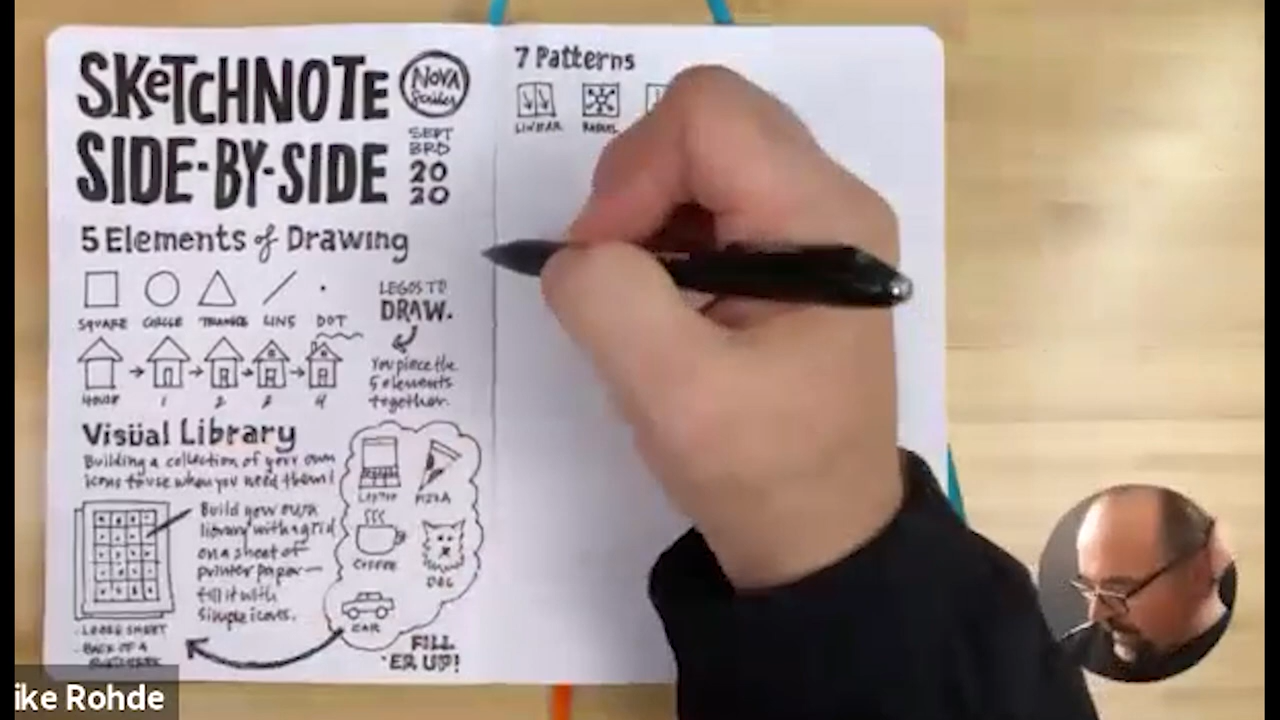 SKETCHNOTE
SIDE-BY-SIDE
NOVA
Scribes
SEPT
3RD
20
20
5 Elements of Drawing
SQUARE CIRCLE TRIANGLE LINE DOT
LEGOS TO
DRAW.
You piece the
5 elements
together.
HOUSE 1 2 3 4
Visual Library
Building a collection of your own
icons to use when you need them!
Build your own
library with a grid
on a sheet of
printer paper—
fill it with
simple icons.
- LOOSE SHEET
- BACK OF A
LAPTOP PIZZA
COFFEE DOG
CAR
FILL
'ER UP!
7 Patterns
LINEAR RADIAL
ike Rohde